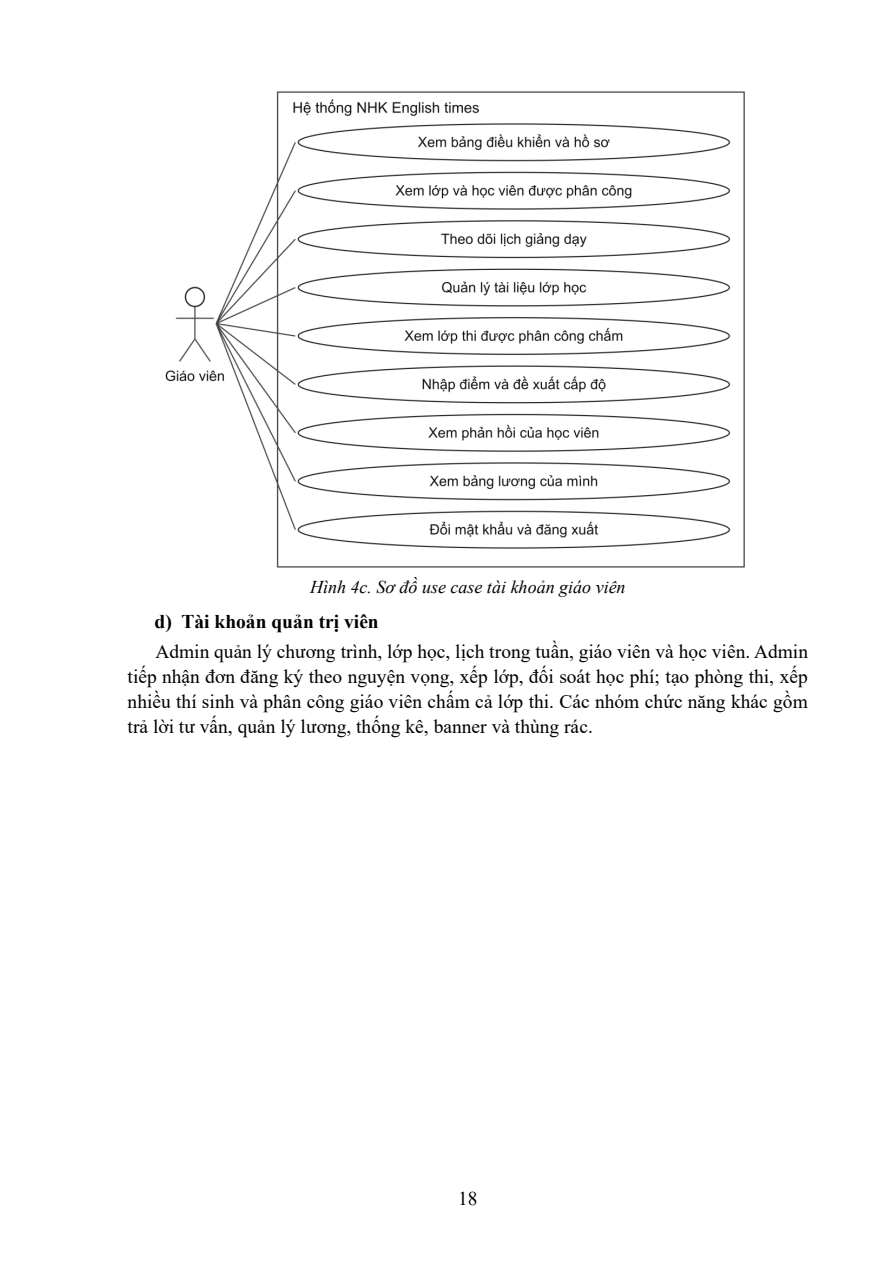 Hệ thống NHK English times
Xem bảng điều khiển và hồ sơ
Xem lớp và học viên được phân công
Theo dõi lịch giảng dạy
Quản lý tài liệu lớp học
Xem lớp thi được phân công chấm
Giáo viên
Nhập điểm và đề xuất cấp độ
Xem phản hồi của học viên
Xem bảng lương của mình
Đổi mật khẩu và đăng xuất
Hình 4c. Sơ đồ use case tài khoản giáo viên
d) Tài khoản quản trị viên
Admin quản lý chương trình, lớp học, lịch trong tuần, giáo viên và học viên. Admin
tiếp nhận đơn đăng ký theo nguyện vọng, xếp lớp, đối soát học phí; tạo phòng thi, xếp
nhiều thí sinh và phân công giáo viên chấm cả lớp thi. Các nhóm chức năng khác gồm
trả lời tư vấn, quản lý lương, thống kê, banner và thùng rác.
18